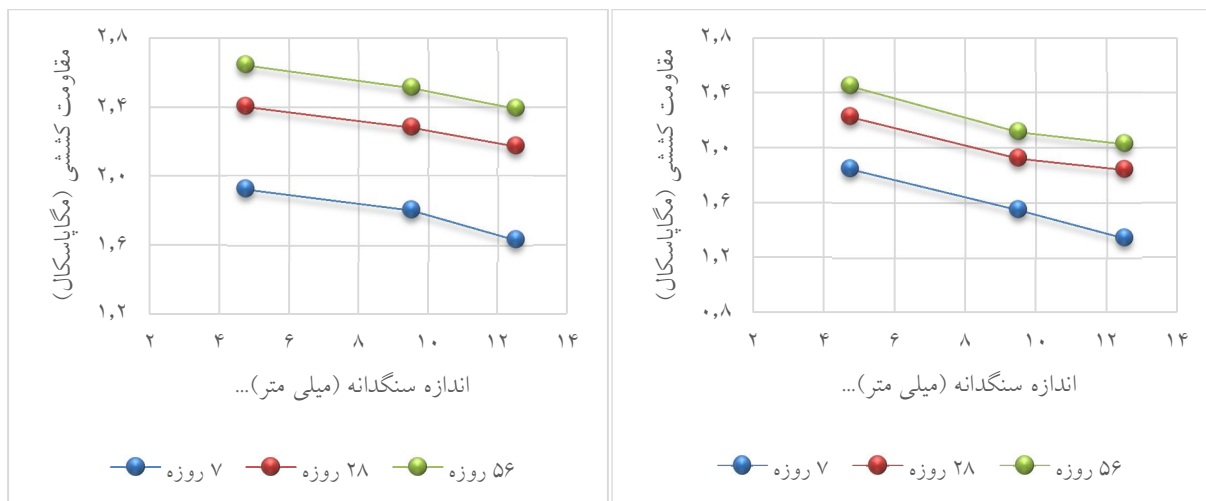 مقاومت کششی (مگاپاسکال)
۲,۸
۲,۴
۲,۰
۱,۶
۱,۲
۲ ۴ ۶ ۸ ۱۰ ۱۲ ۱۴
اندازه سنگدانه (میلی متر)...
۷ روزه ۲۸ روزه ۵۶ روزه
مقاومت کششی (مگاپاسکال)
۲,۸
۲,۴
۲,۰
۱,۶
۱,۲
۰,۸
۲ ۴ ۶ ۸ ۱۰ ۱۲ ۱۴
اندازه سنگدانه (میلی متر)...
۷ روزه ۲۸ روزه ۵۶ روزه